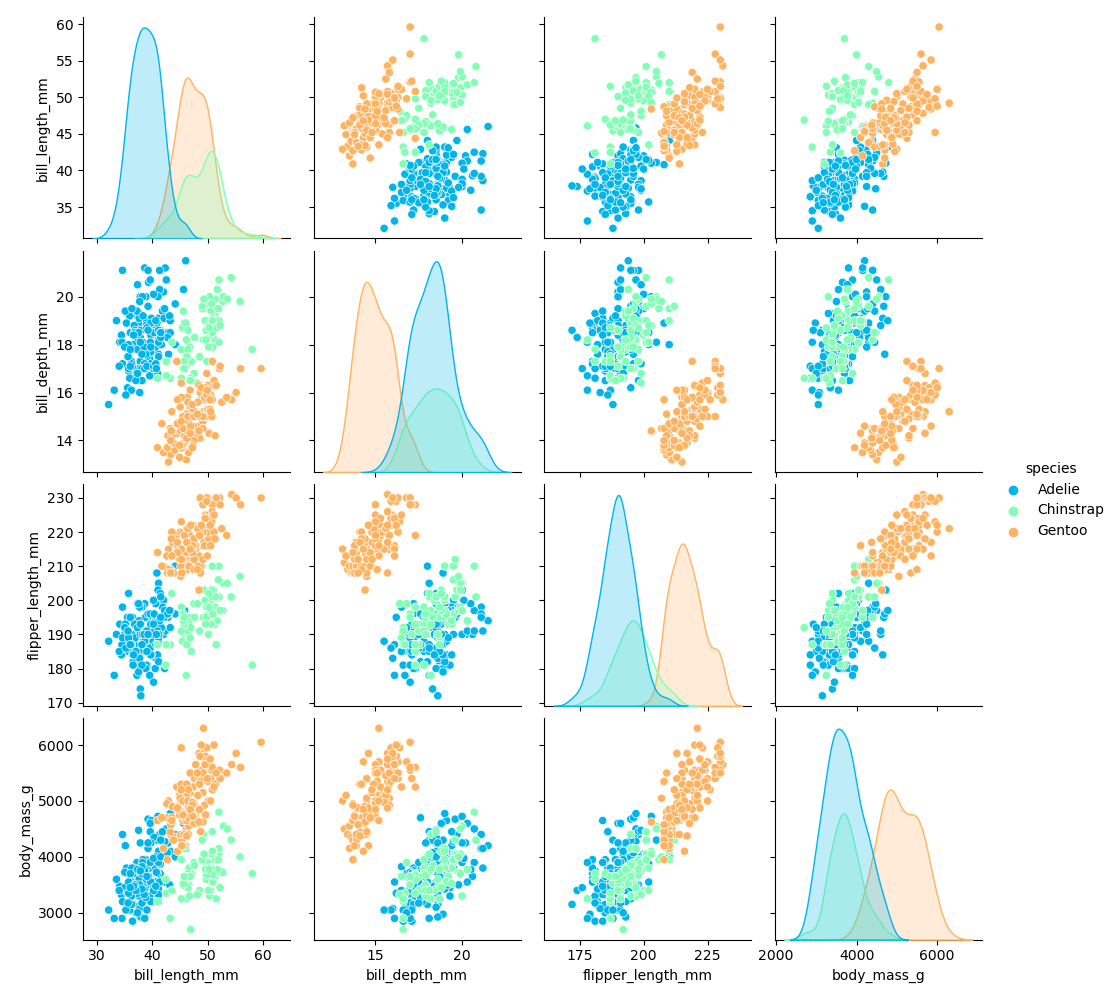 60
55
50
45
40
35
bill_length_mm
20
18
16
14
bill_depth_mm
species
Adelie
Chinstrap
Gentoo
230
220
210
200
190
180
170
flipper_length_mm
6000
5000
4000
3000
body_mass_g
30 40 50 60
15 20
175 200 225
2000 4000 6000
bill_length_mm bill_depth_mm flipper_length_mm body_mass_g